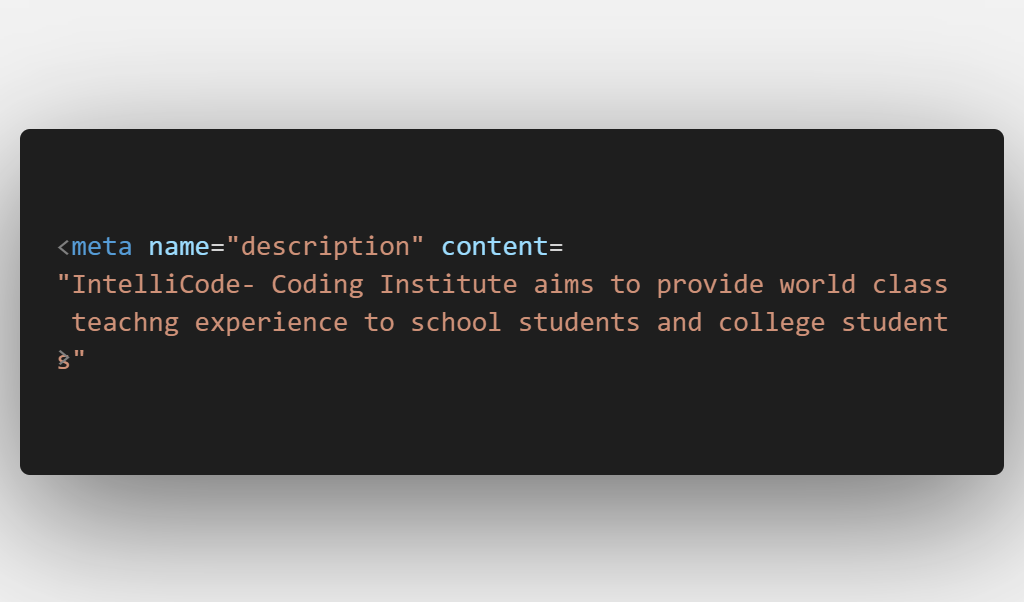 <meta name="description" content=
"IntelliCode- Coding Institute aims to provide world class
teachng experience to school students and college student
s">